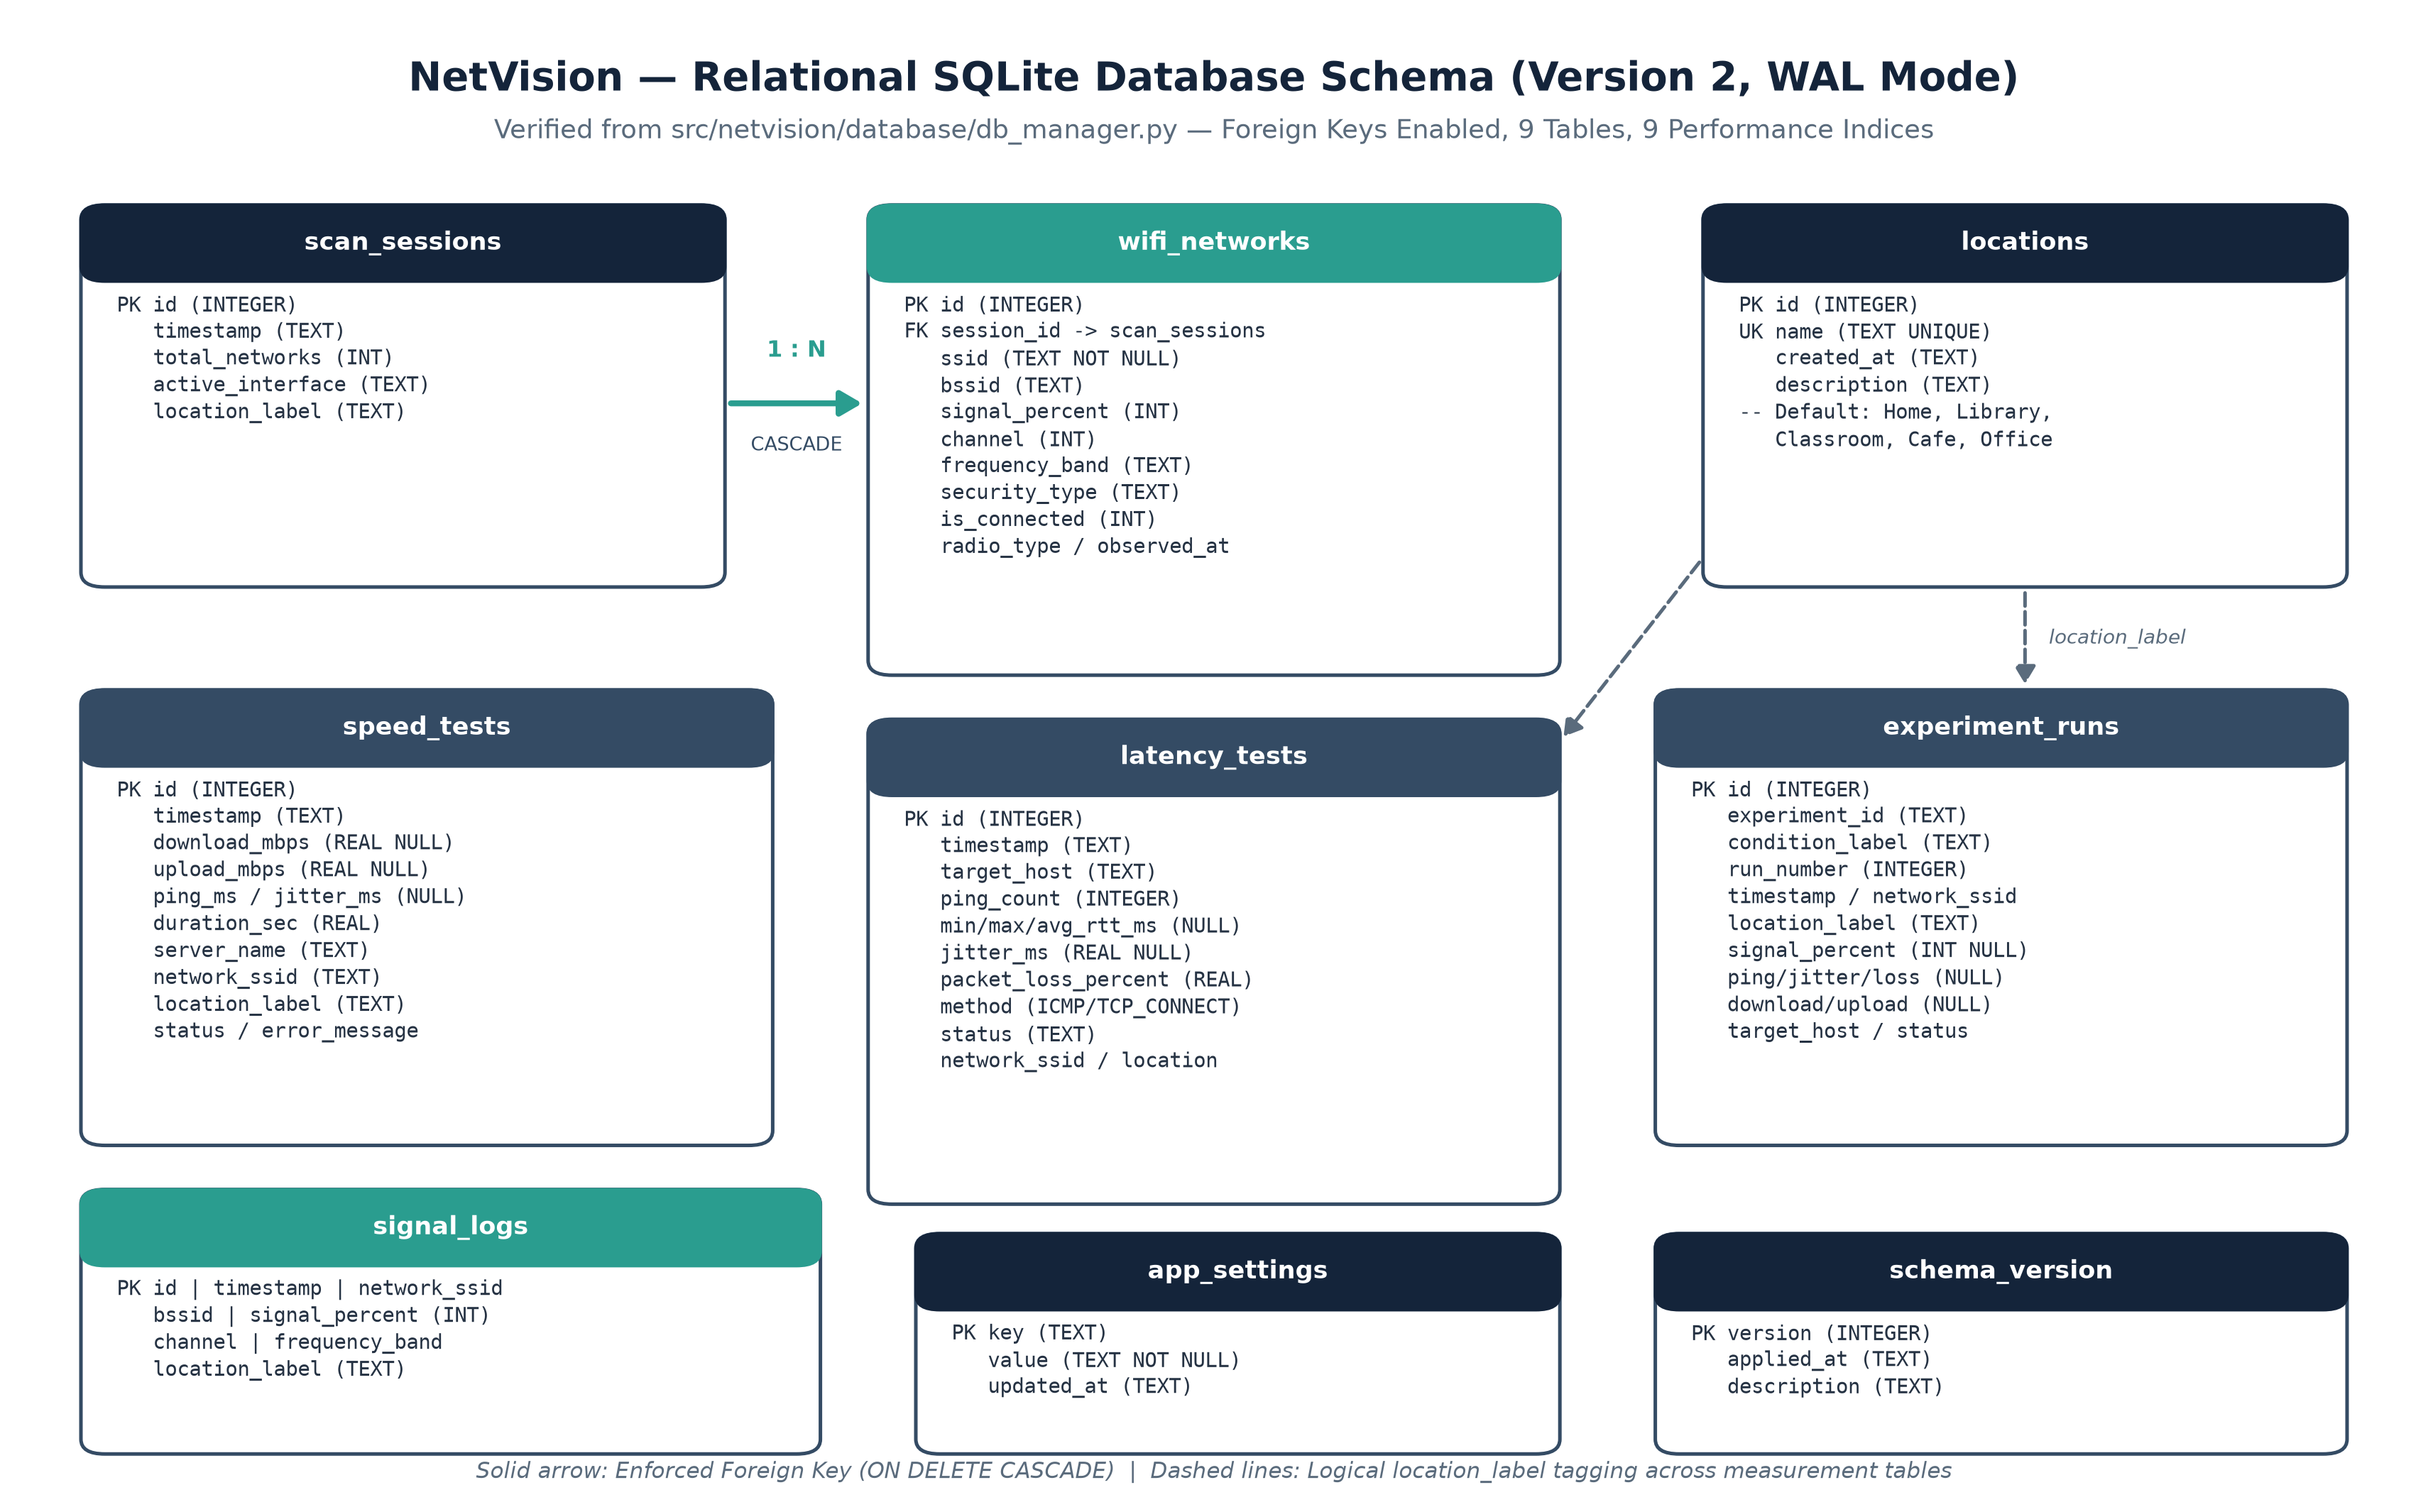 NetVision — Relational SQLite Database Schema (Version 2, WAL Mode)
Verified from src/netvision/database/db_manager.py — Foreign Keys Enabled, 9 Tables, 9 Performance Indices
scan_sessions
PK id (INTEGER)
timestamp (TEXT)
total_networks (INT)
active_interface (TEXT)
location_label (TEXT)
1 : N
CASCADE
wifi_networks
PK id (INTEGER)
FK session_id -> scan_sessions
ssid (TEXT NOT NULL)
bssid (TEXT)
signal_percent (INT)
channel (INT)
frequency_band (TEXT)
security_type (TEXT)
is_connected (INT)
radio_type / observed_at
locations
PK id (INTEGER)
UK name (TEXT UNIQUE)
created_at (TEXT)
description (TEXT)
-- Default: Home, Library,
Classroom, Cafe, Office
location_label
speed_tests
PK id (INTEGER)
timestamp (TEXT)
download_mbps (REAL NULL)
upload_mbps (REAL NULL)
ping_ms / jitter_ms (NULL)
duration_sec (REAL)
server_name (TEXT)
network_ssid (TEXT)
location_label (TEXT)
status / error_message
latency_tests
PK id (INTEGER)
timestamp (TEXT)
target_host (TEXT)
ping_count (INTEGER)
min/max/avg_rtt_ms (NULL)
jitter_ms (REAL NULL)
packet_loss_percent (REAL)
method (ICMP/TCP_CONNECT)
status (TEXT)
network_ssid / location
experiment_runs
PK id (INTEGER)
experiment_id (TEXT)
condition_label (TEXT)
run_number (INTEGER)
timestamp / network_ssid
location_label (TEXT)
signal_percent (INT NULL)
ping/jitter/loss (NULL)
download/upload (NULL)
target_host / status
signal_logs
PK id | timestamp | network_ssid
bssid | signal_percent (INT)
channel | frequency_band
location_label (TEXT)
app_settings
PK key (TEXT)
value (TEXT NOT NULL)
updated_at (TEXT)
schema_version
PK version (INTEGER)
applied_at (TEXT)
description (TEXT)
Solid arrow: Enforced Foreign Key (ON DELETE CASCADE) | Dashed lines: Logical location_label tagging across measurement tables